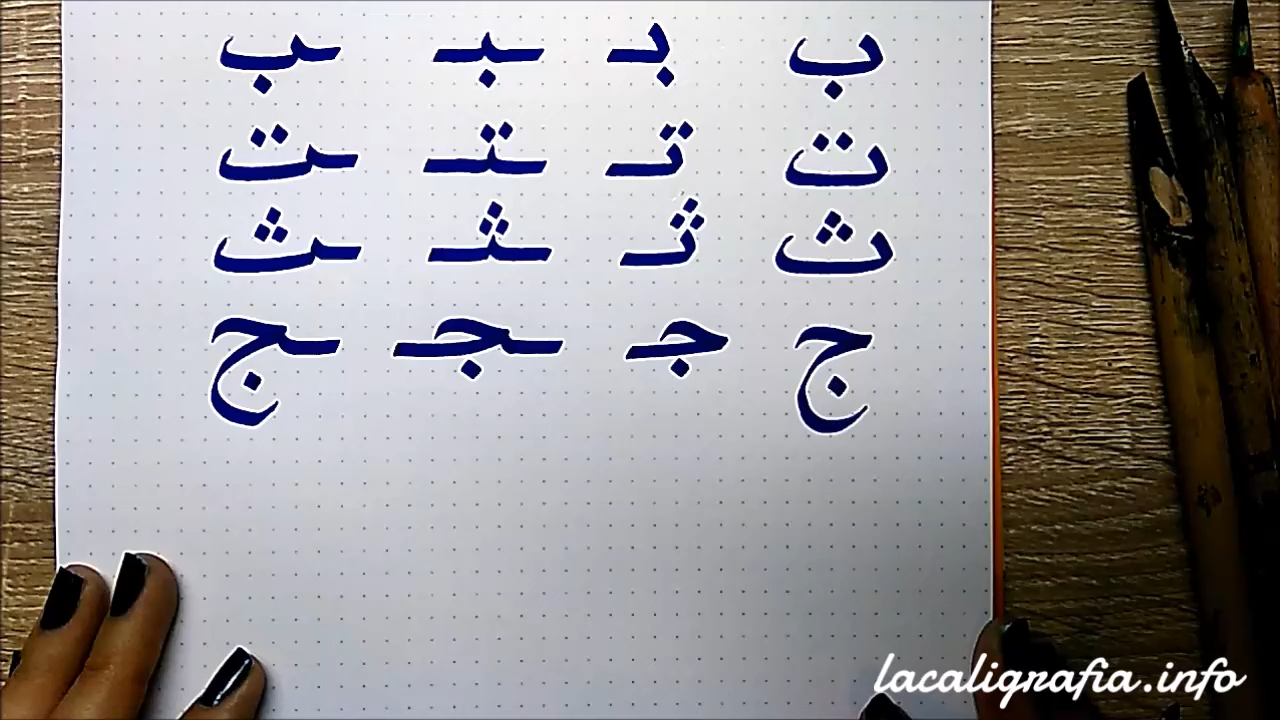 ب بـ ـبـ ـب
ت تـ ـتـ ـت
ث ثـ ـثـ ـث
ج جـ ـجـ ـج
lacaligrafia.info